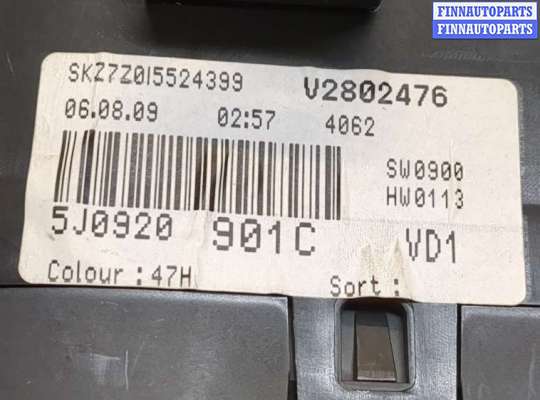 FINNAUTOPARTS
FINNAUTOPARTS
SKZ7Z0I5524399 V2802476
06.08.09 02:57 4062
SW0900
HW0113
5J0920 901C VD1
Colour : 47H Sort :